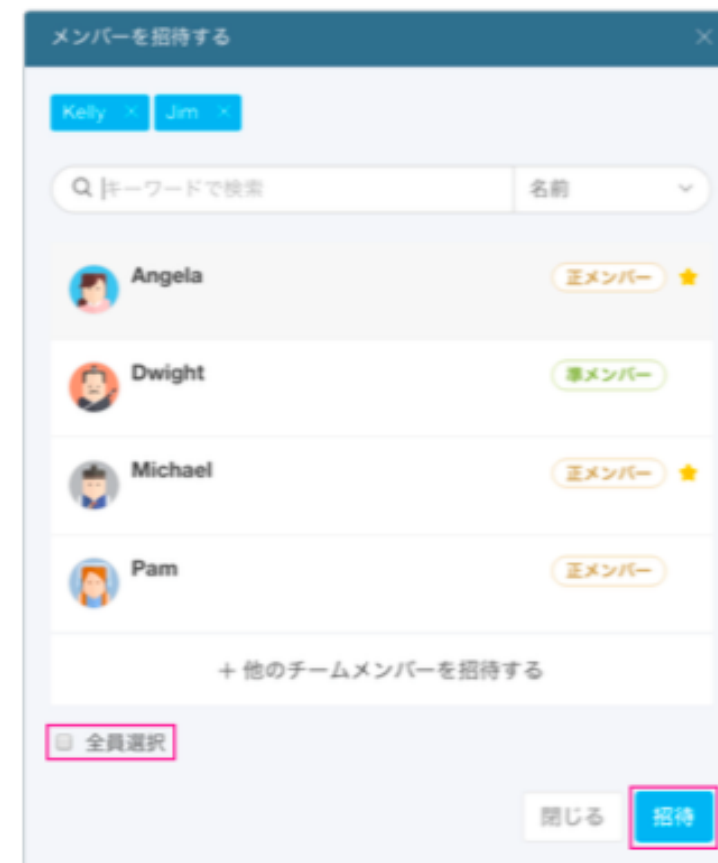 メンバーを招待する ×
Kelly × Jim ×
キーワードで検索 名前
Angela 正メンバー
Dwight 準メンバー
Michael 正メンバー
Pam 正メンバー
+ 他のチームメンバーを招待する
全員選択
閉じる 招待